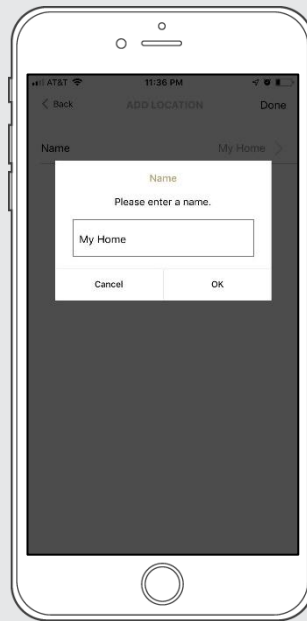 AT&T 11:36 PM
Back ADD LOCATION Done
Name My Home
Name
Please enter a name.
My Home
Cancel OK